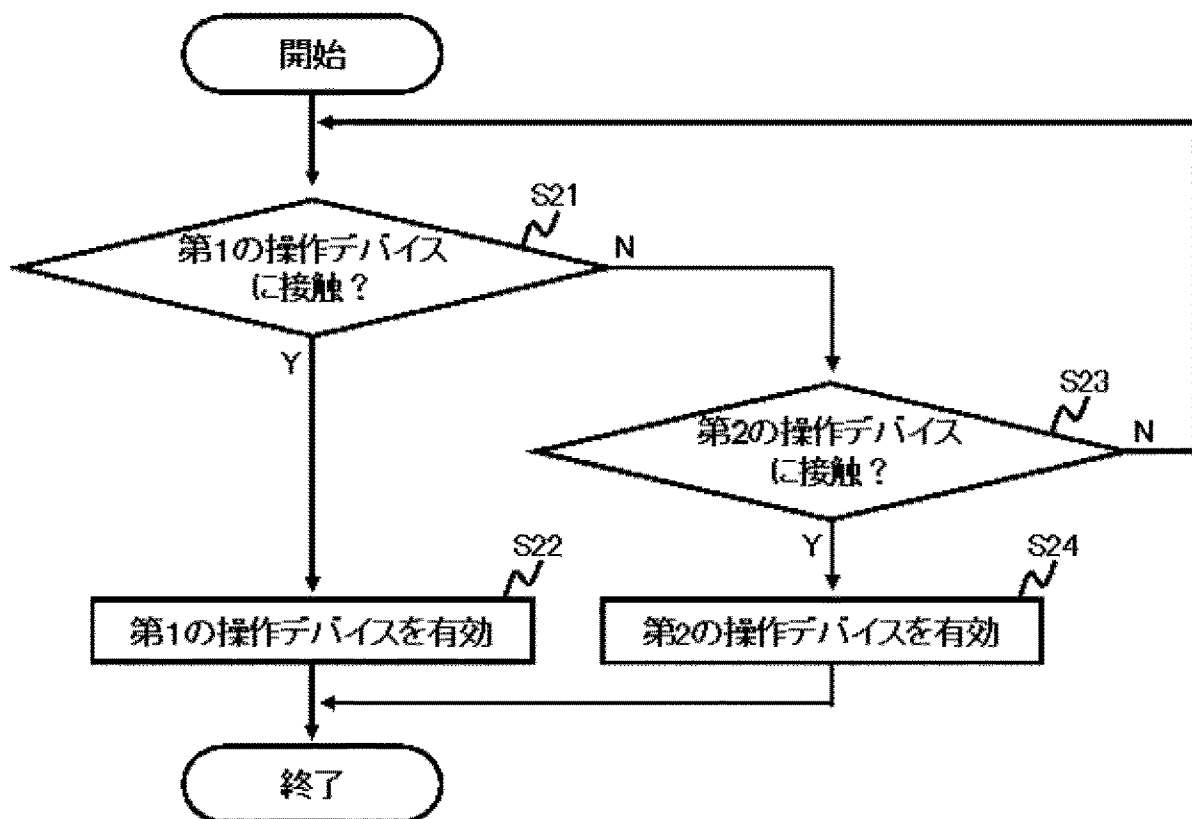 開始
S21
第1の操作デバイス
に接触?
N
Y
S23
第2の操作デバイス
に接触?
N
Y
S22
第1の操作デバイスを有効
S24
第2の操作デバイスを有効
終了